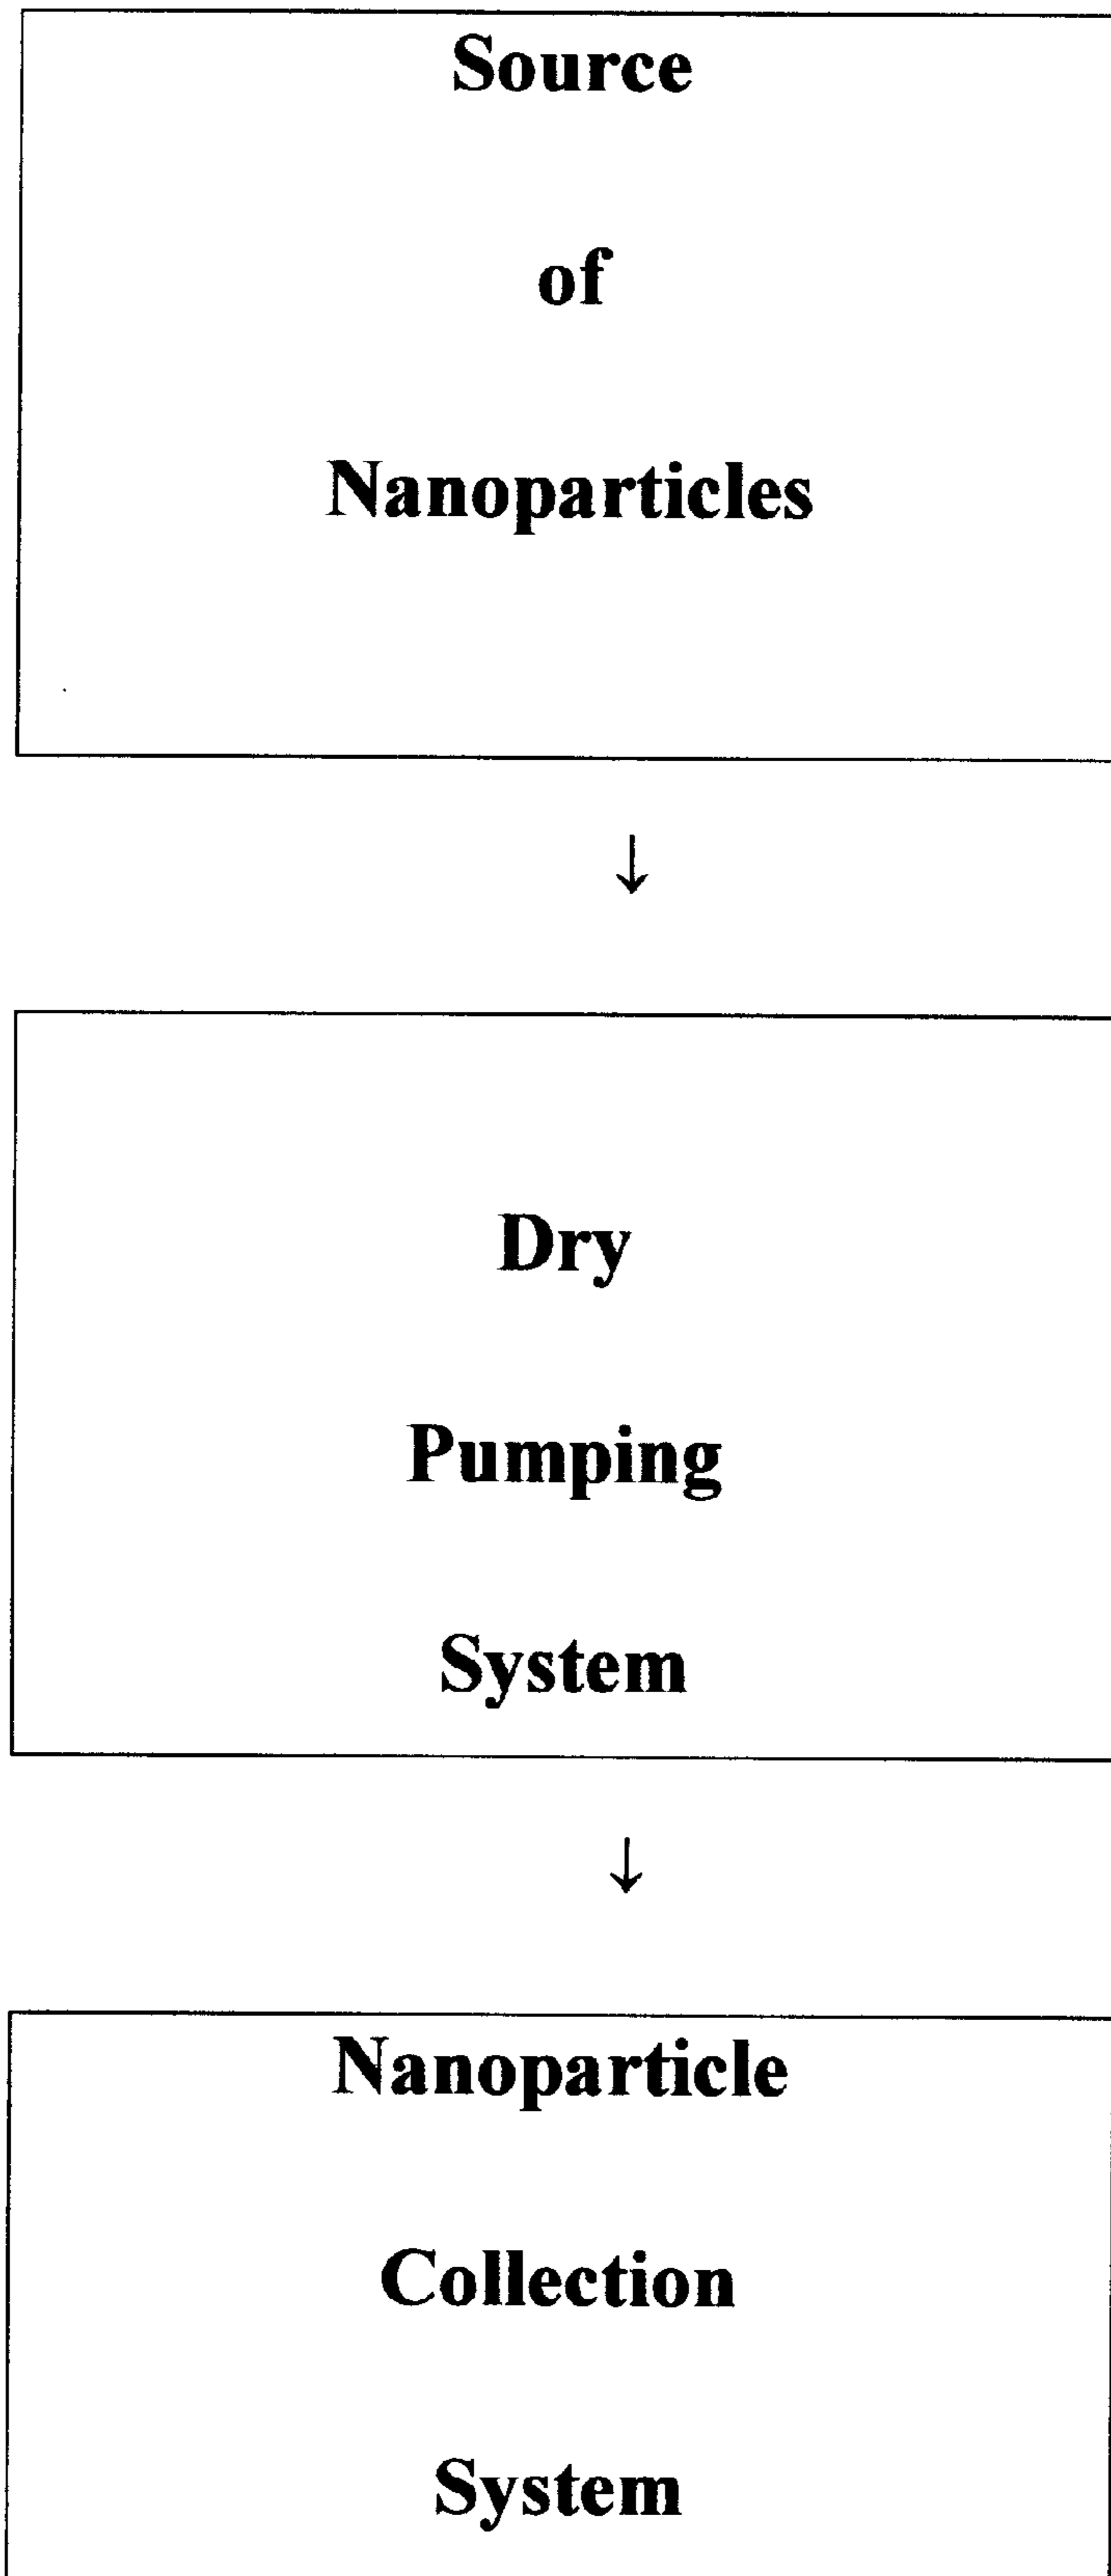 Source
of
Nanoparticles
↓
Dry
Pumping
System
↓
Nanoparticle
Collection
System